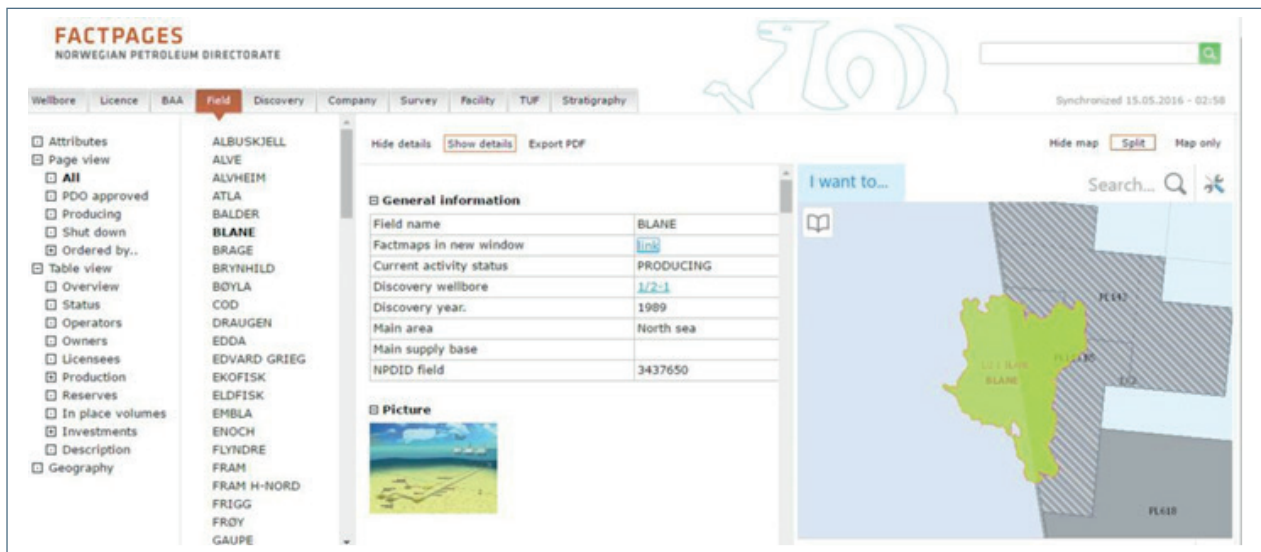 FACTPAGES
NORWEGIAN PETROLEUM DIRECTORATE
Wellbore Licence BAA Field Discovery Company Survey Facility TUF Stratigraphy
Synchronized 15.05.2016 - 02:58
Attributes
Page view
All
PDO approved
Producing
Shut down
Ordered by..
Table view
Overview
Status
Operators
Owners
Licensees
Production
Reserves
In place volumes
Investments
Description
Geography
ALBUSKJELL
ALVE
ALVHEIM
ATLA
BALDER
BLANE
BRAGE
BRYNHILD
BØYLA
COD
DRAUGEN
EDDA
EDVARD GRIEG
EKOFISK
ELDFISK
EMBLA
ENOCH
FLYNDRE
FRAM
FRAM H-NORD
FRIGG
FRØY
GAUPE
Hide details Show details Export PDF
General information
Field name BLANE
Factmaps in new window link
Current activity status PRODUCING
Discovery wellbore 1/2-1
Discovery year. 1989
Main area North sea
Main supply base
NPDID field 3437650
Picture
Hide map Split Map only
I want to...
Search...
PL143
BLANE
PL618